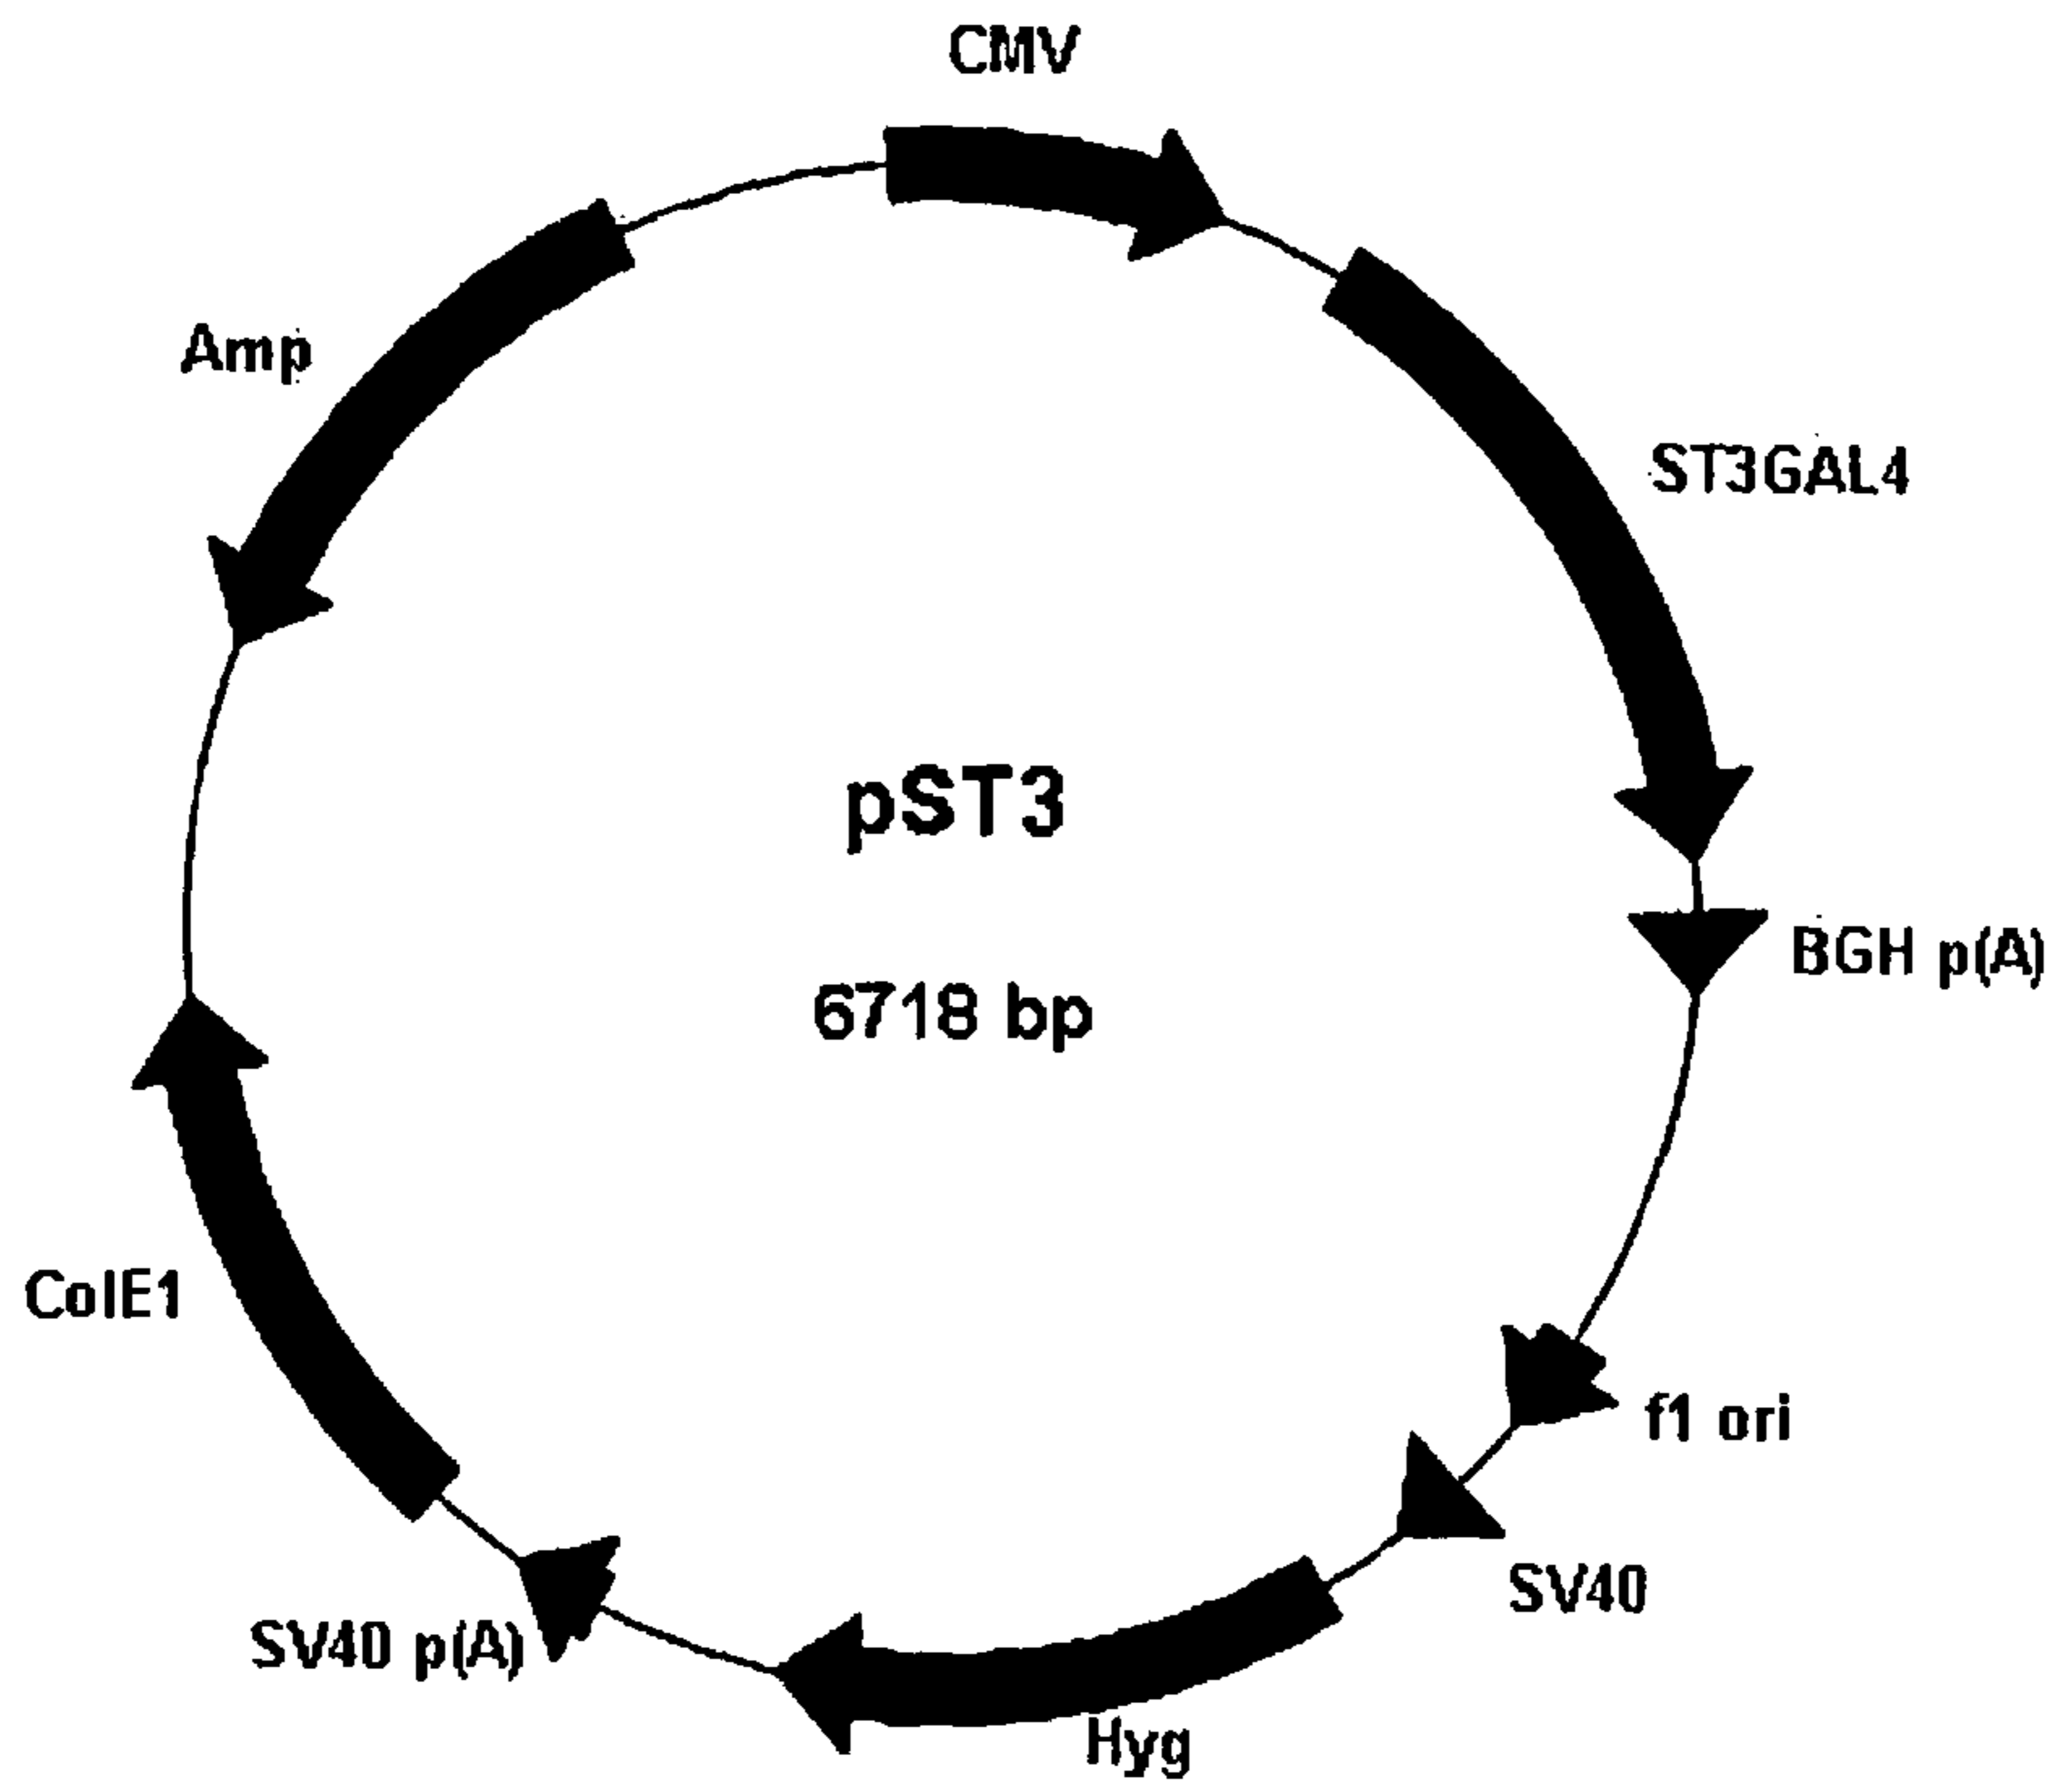 CMV
Amp
ST3GAL4
pST3
6718 bp
BGH p(A)
ColE1
f1 ori
SV40
SV40 p(A)
Hyg